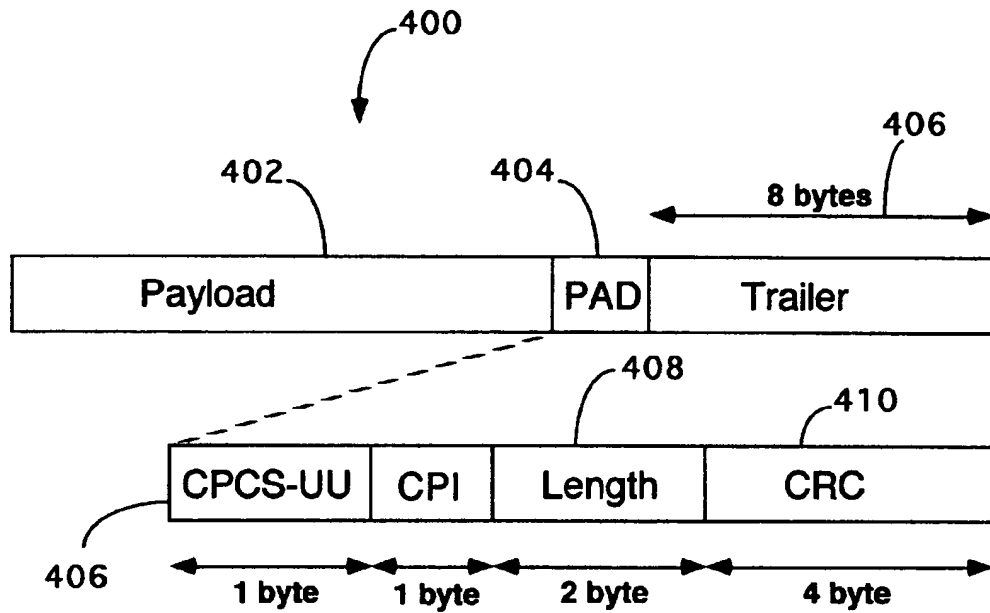 400
406
402
404
8 bytes
Payload PAD Trailer
408
410
CPCS-UU CPI Length CRC
406
1 byte 1 byte 2 byte 4 byte